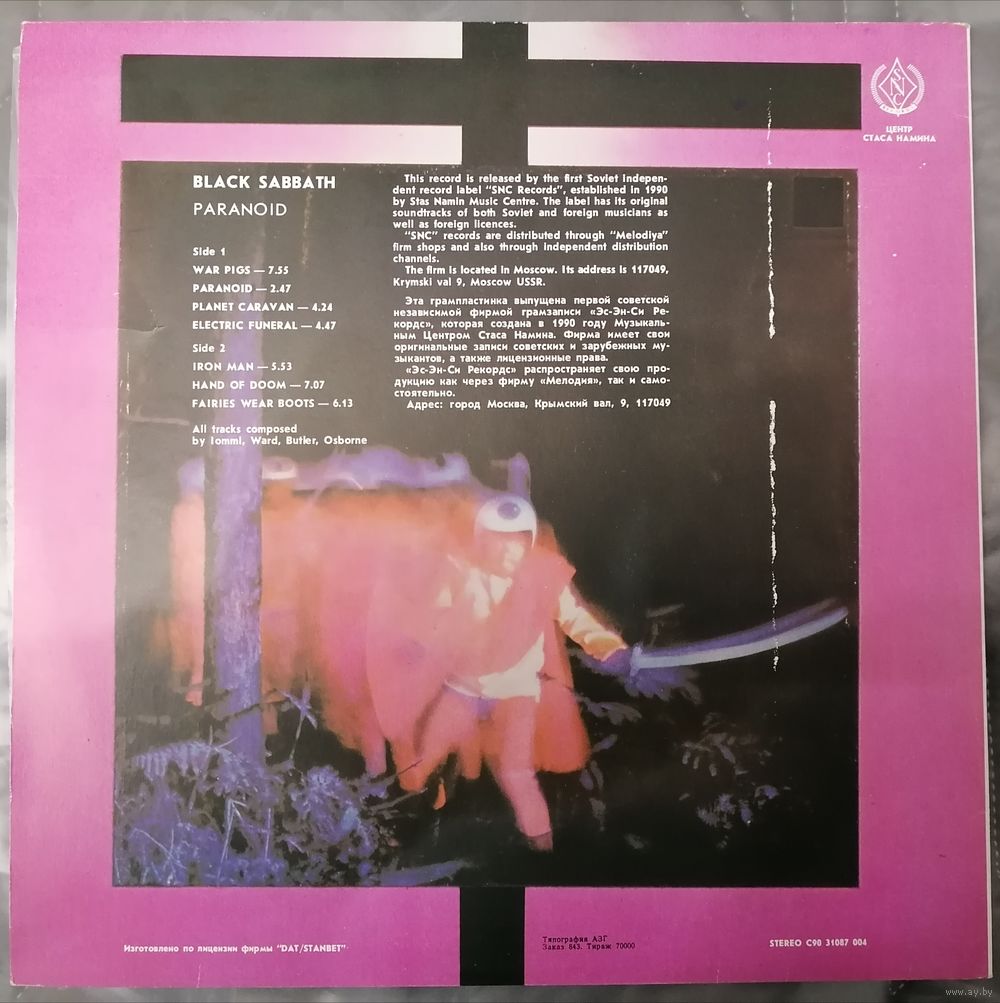 SNC
RECORDS
ЦЕНТР
СТАСА НАМИНА
BLACK SABBATH
PARANOID
Side 1
WAR PIGS — 7.55
PARANOID — 2.47
PLANET CARAVAN — 4.24
ELECTRIC FUNERAL — 4.47
Side 2
IRON MAN — 5.53
HAND OF DOOM — 7.07
FAIRIES WEAR BOOTS — 6.13
All tracks composed
by Iommi, Ward, Butler, Osborne
This record is released by the first Soviet indepen-
dent record label "SNC Records", established in 1990
by Stas Namin Music Centre. The label has its original
soundtracks of both Soviet and foreign musicians as
well as foreign licences.
"SNC" records are distributed through "Melodiya"
firm shops and also through independent distribution
channels.
The firm is located in Moscow. Its address is 117049,
Krymski val 9, Moscow USSR.
Эта грампластинка выпущена первой советской
независимой фирмой грамзаписи «Эс-Эн-Си Ре-
кордс», которая создана в 1990 году Музыкаль-
ным Центром Стаса Намина. Фирма имеет свои
оригинальные записи советских и зарубежных му-
зыкантов, а также лицензионные права.
«Эс-Эн-Си Рекордс» распространяет свою про-
дукцию как через фирму «Мелодия», так и само-
стоятельно.
Адрес: город Москва, Крымский вал, 9, 117049
Изготовлено по лицензии фирмы "DAT/STANBET"
Типография АЗГ
Заказ 843. Тираж 70000
STEREO С90 31087 004
www.ay.by